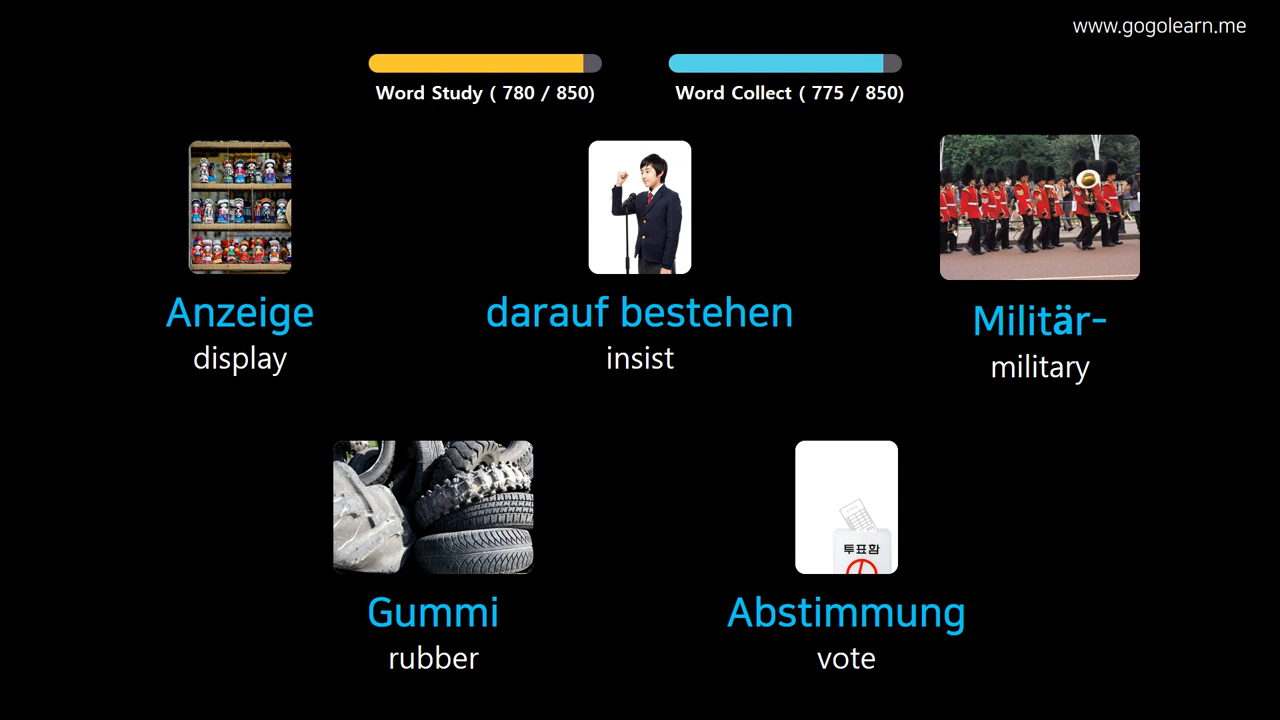 www.gogolearn.me
Word Study ( 780 / 850)
Word Collect ( 775 / 850)
Anzeige
display
darauf bestehen
insist
Militär-
military
Gummi
rubber
투표함
Abstimmung
vote